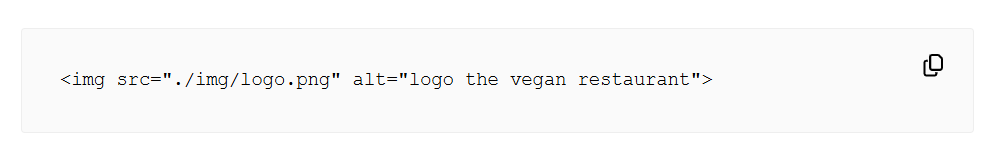 <img src="./img/logo.png" alt="logo the vegan restaurant">